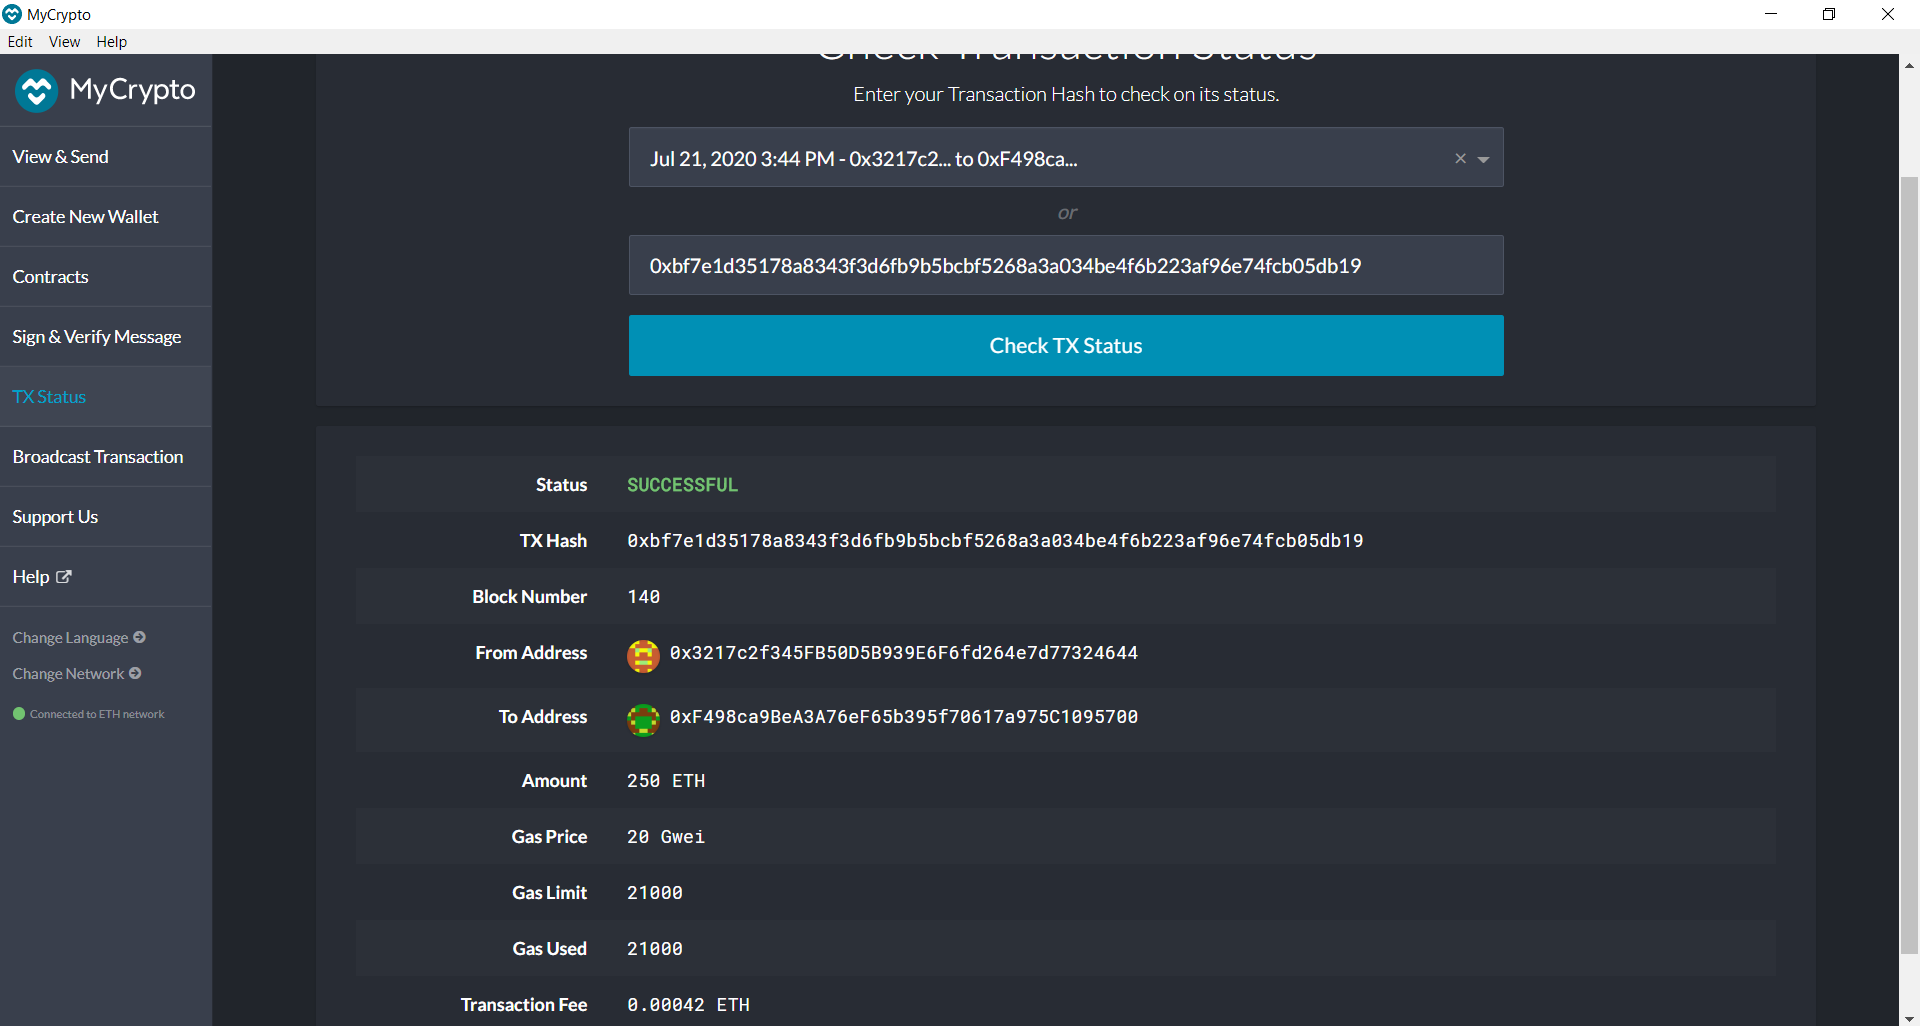 MyCrypto
Edit View Help
MyCrypto
View & Send
Create New Wallet
Contracts
Sign & Verify Message
TX Status
Broadcast Transaction
Support Us
Help
Change Language
Change Network
Connected to ETH network
Check Transaction Status
Enter your Transaction Hash to check on its status.
Jul 21, 2020 3:44 PM - 0x3217c2... to 0xF498ca...
or
0xbf7e1d35178a8343f3d6fb9b5bcbf5268a3a034be4f6b223af96e74fcb05db19
Check TX Status
Status SUCCESSFUL
TX Hash 0xbf7e1d35178a8343f3d6fb9b5bcbf5268a3a034be4f6b223af96e74fcb05db19
Block Number 140
From Address 0x3217c2f345FB50D5B939E6F6fd264e7d77324644
To Address 0xF498ca9BeA3A76eF65b395f70617a975C1095700
Amount 250 ETH
Gas Price 20 Gwei
Gas Limit 21000
Gas Used 21000
Transaction Fee 0.00042 ETH